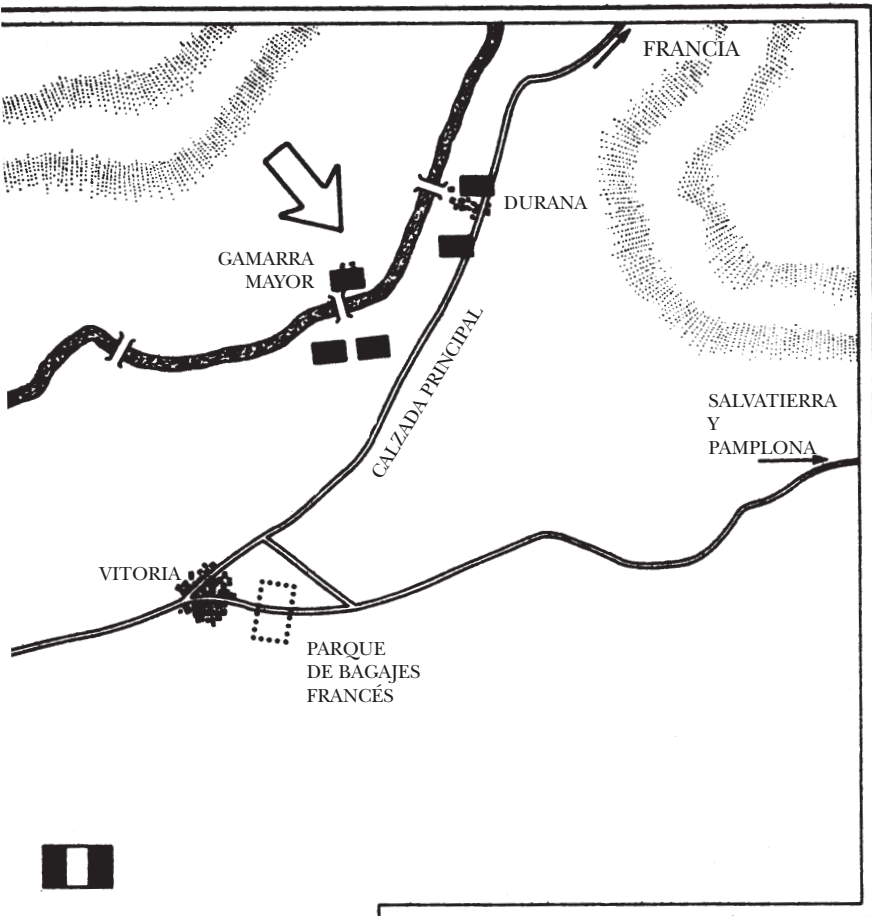 FRANCIA
DURANA
GAMARRA
MAYOR
CALZADA PRINCIPAL
SALVATIERRA
Y
PAMPLONA
VITORIA
PARQUE
DE BAGAJES
FRANCÉS